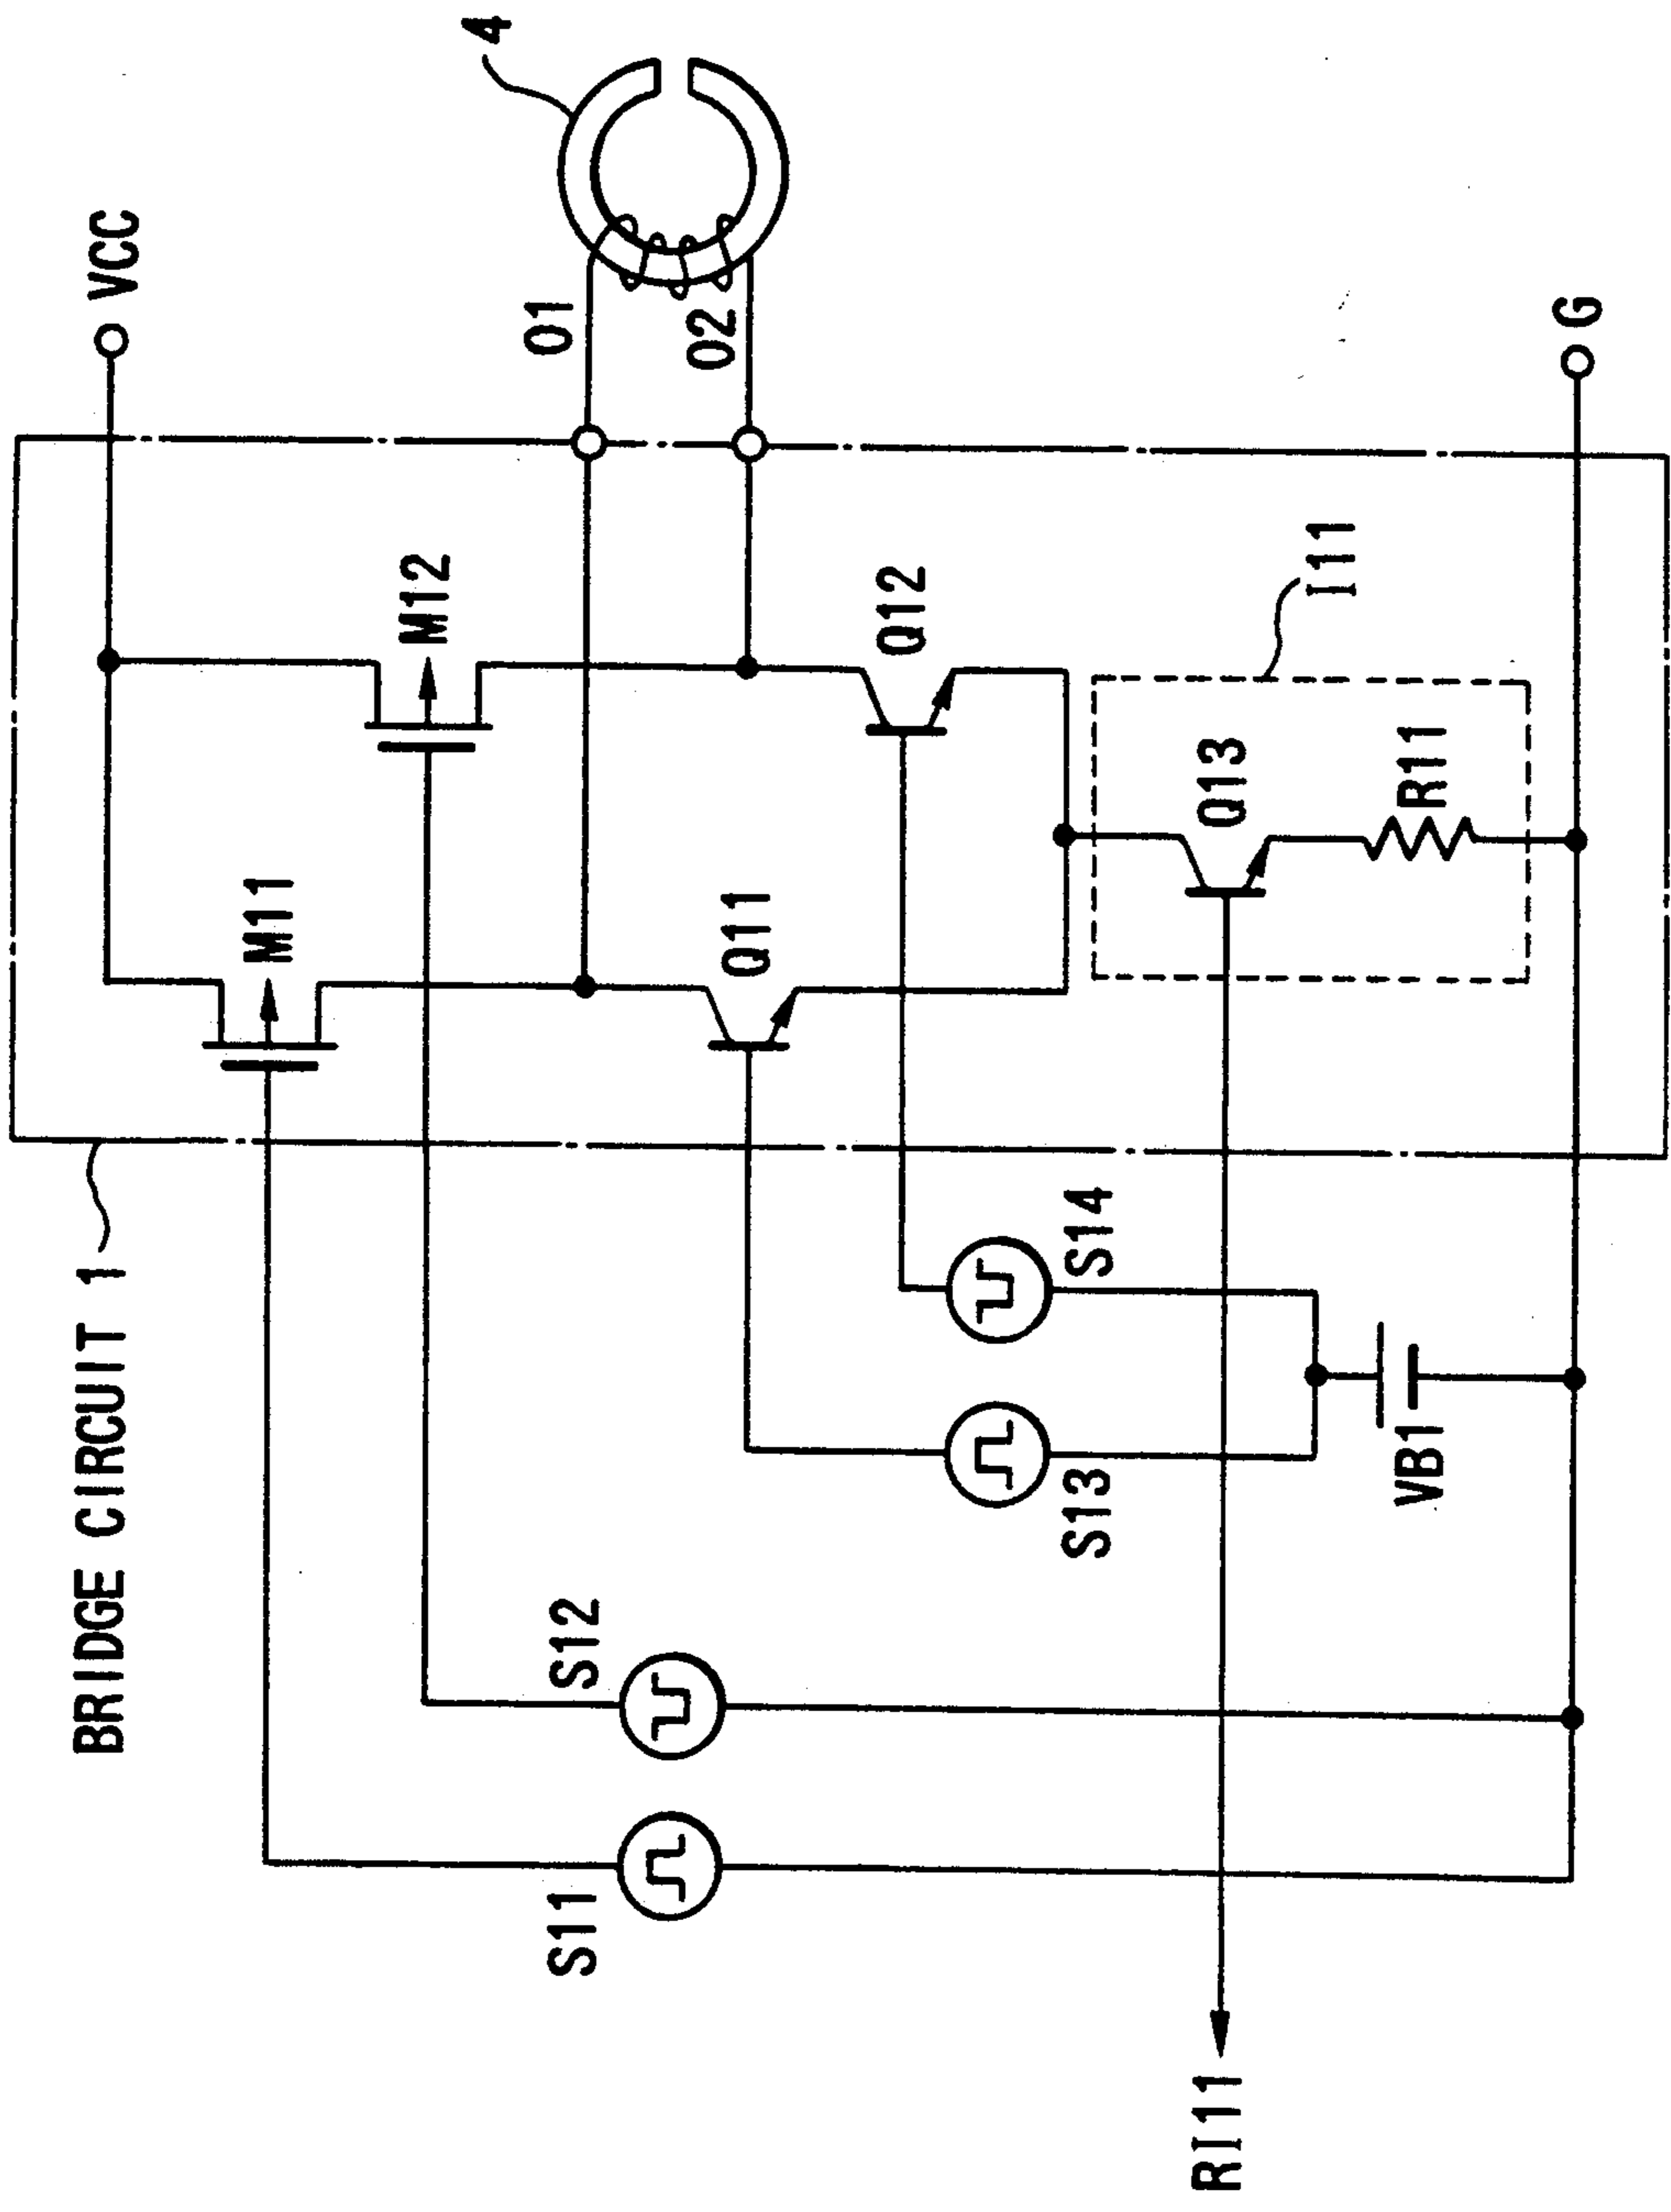 BRIDGE CIRCUIT 1
VCC
4
M11
M12
O1
O2
S11
S12
Q11
Q12
S13
S14
Q13
I11
R11
RI11
VB1
G